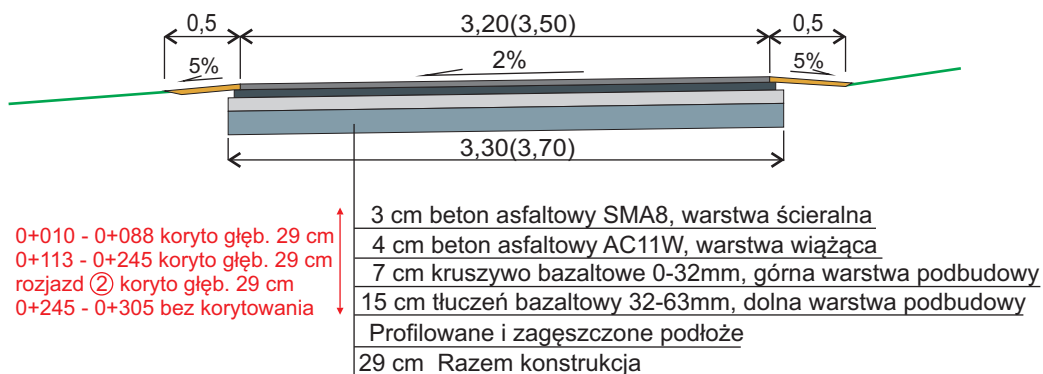 0,5
3,20(3,50)
0,5
5%
2%
5%
3,30(3,70)
0+010 - 0+088 koryto głęb. 29 cm
0+113 - 0+245 koryto głęb. 29 cm
rozjazd ② koryto głęb. 29 cm
0+245 - 0+305 bez korytowania
3 cm beton asfaltowy SMA8, warstwa ścieralna
4 cm beton asfaltowy AC11W, warstwa wiążąca
7 cm kruszywo bazaltowe 0-32mm, górna warstwa podbudowy
15 cm tłuczeń bazaltowy 32-63mm, dolna warstwa podbudowy
Profilowane i zagęszczone podłoże
29 cm Razem konstrukcja